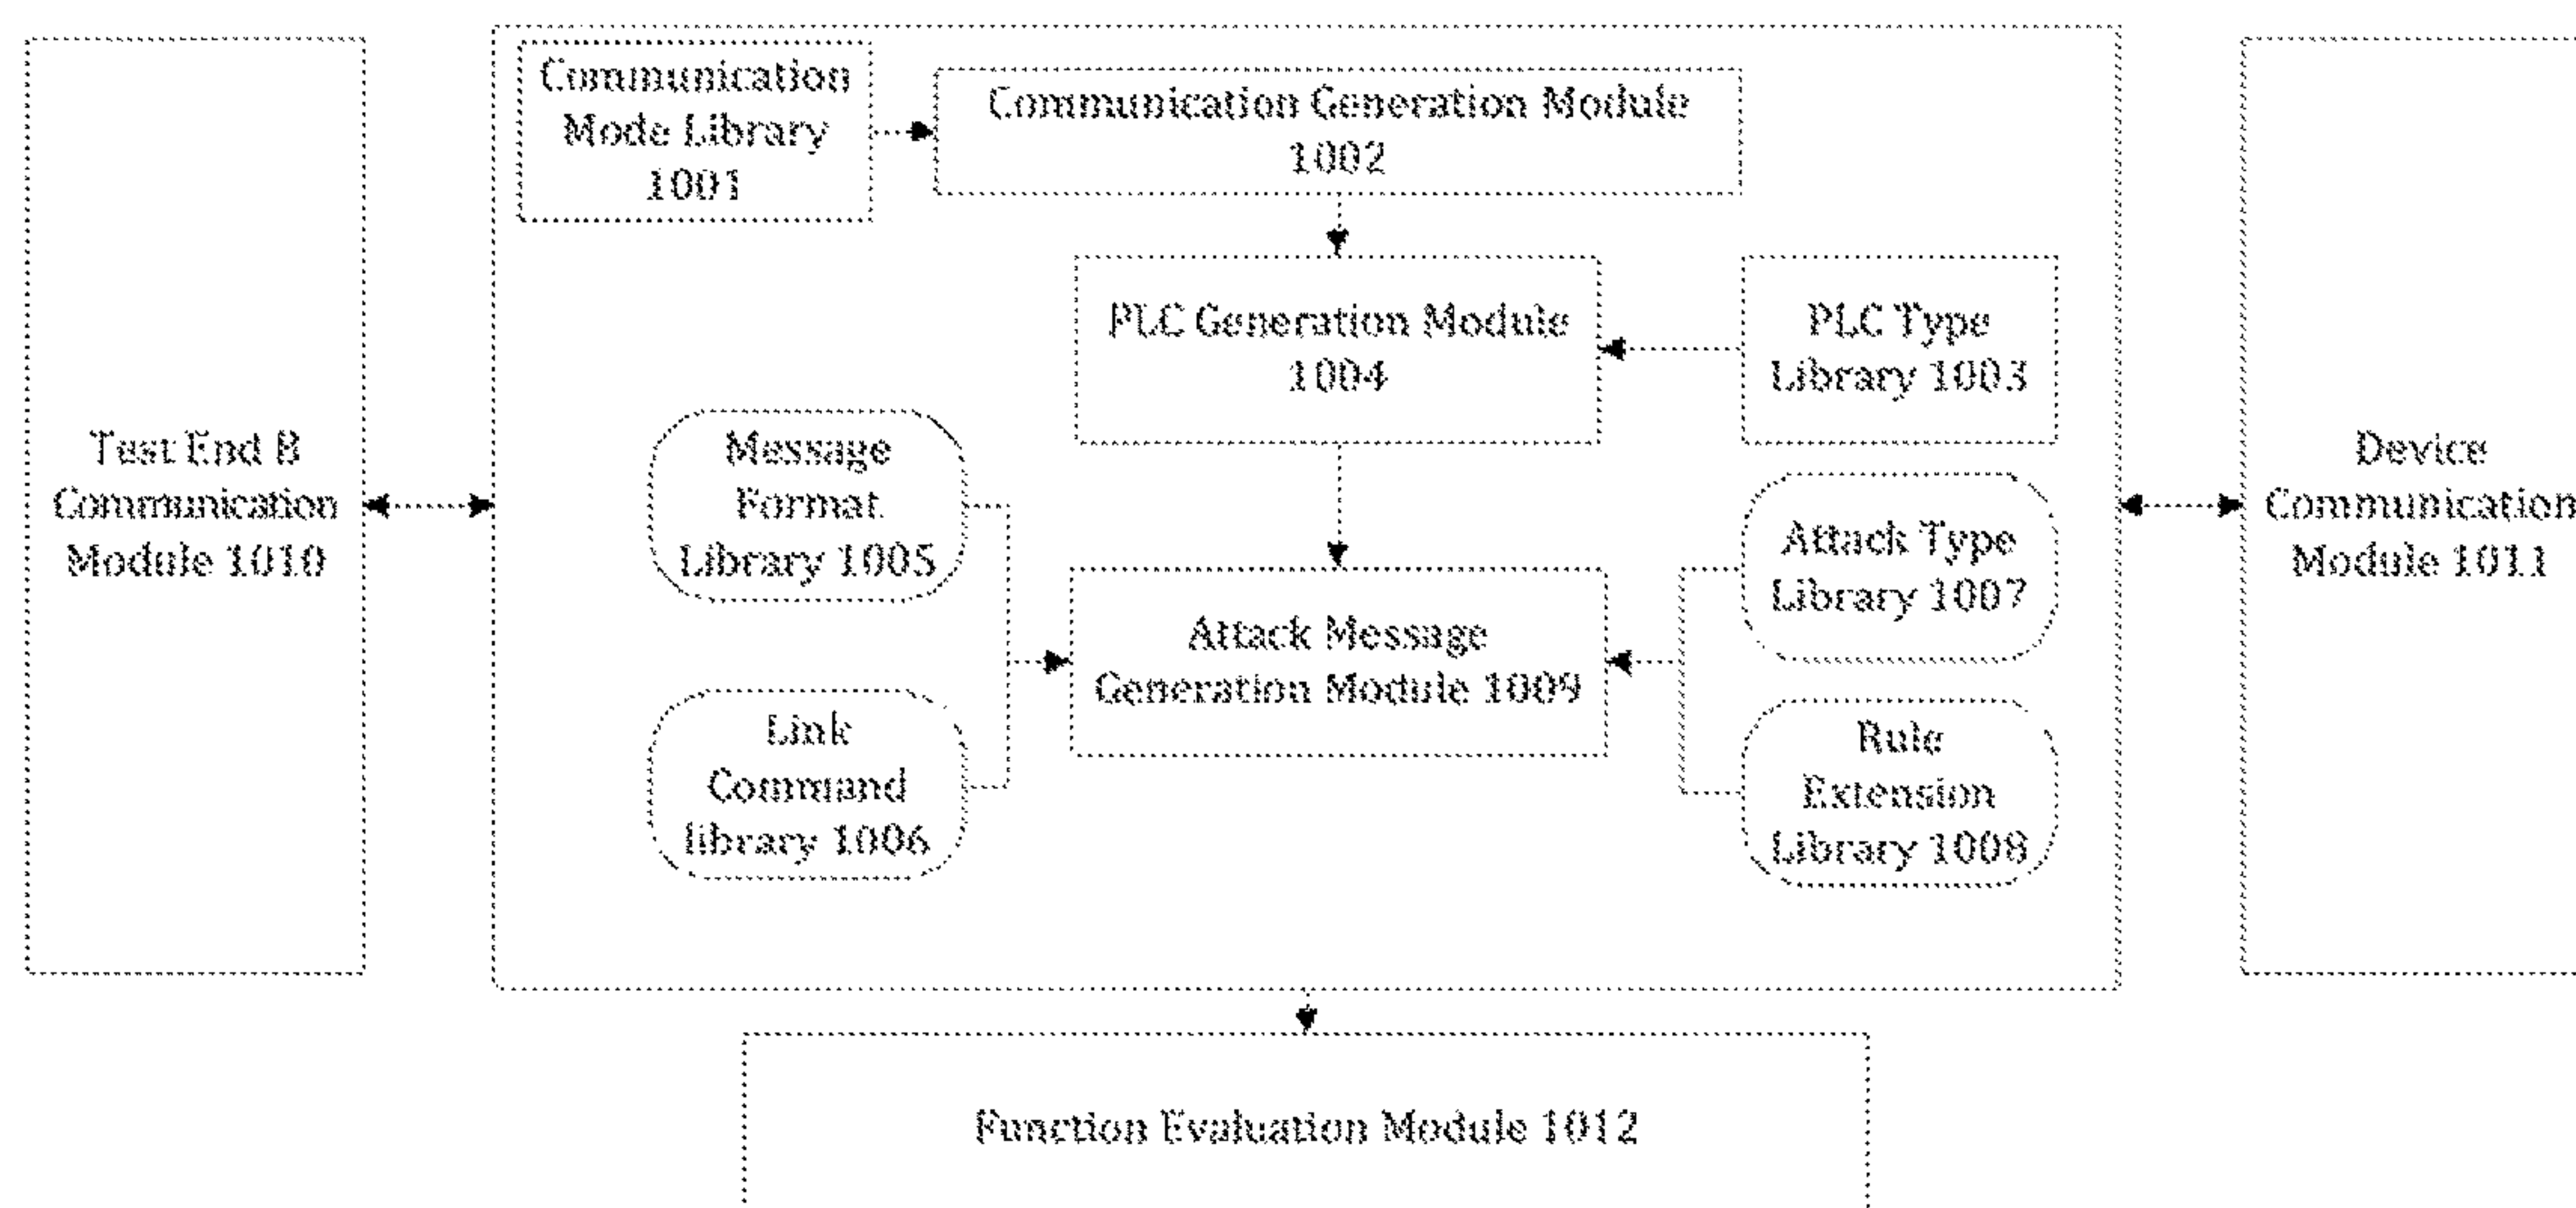 Communication
Mode Library
1001
Communication Generation Module
1002
PLC Generation Module
1004
PLC Type
Library 1003
Test End B
Communication
Module 1010
Message
Format
Library 1005
Attack Type
Library 1007
Device
Communication
Module 1011
Attack Message
Generation Module 1009
Link
Command
library 1006
Rule
Extension
Library 1008
Function Evaluation Module 1012